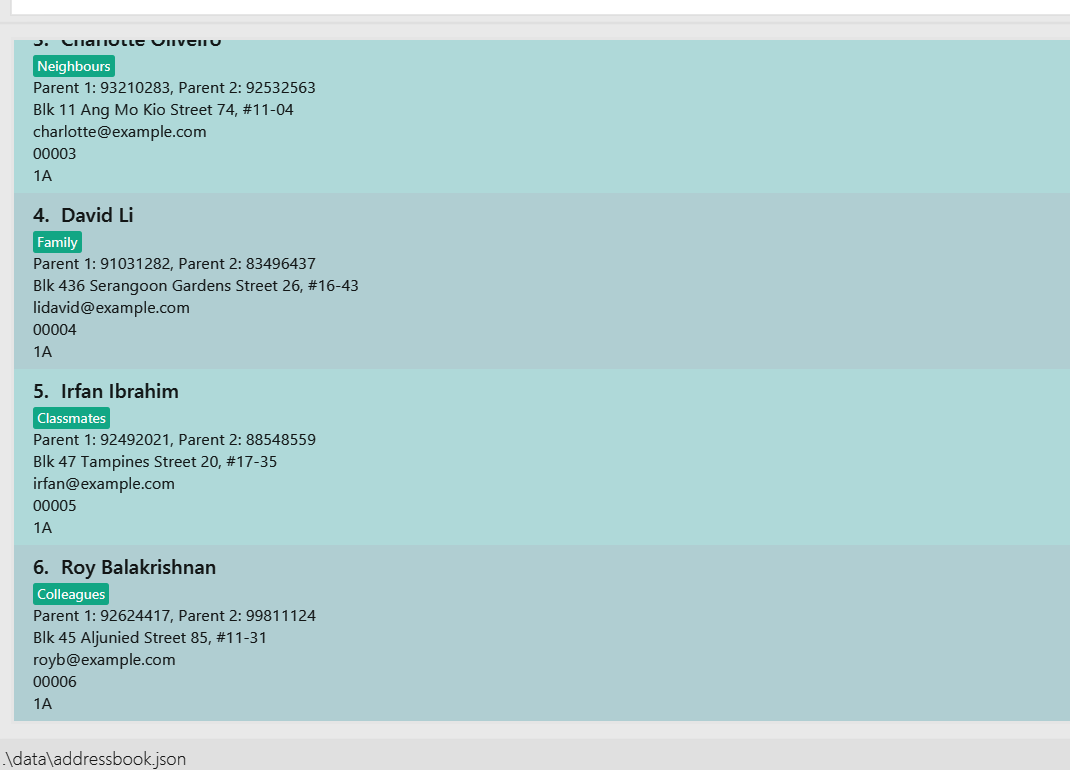 3. Charlotte Oliveiro
Neighbours
Parent 1: 93210283, Parent 2: 92532563
Blk 11 Ang Mo Kio Street 74, #11-04
charlotte@example.com
00003
1A
4. David Li
Family
Parent 1: 91031282, Parent 2: 83496437
Blk 436 Serangoon Gardens Street 26, #16-43
lidavid@example.com
00004
1A
5. Irfan Ibrahim
Classmates
Parent 1: 92492021, Parent 2: 88548559
Blk 47 Tampines Street 20, #17-35
irfan@example.com
00005
1A
6. Roy Balakrishnan
Colleagues
Parent 1: 92624417, Parent 2: 99811124
Blk 45 Aljunied Street 85, #11-31
royb@example.com
00006
1A
.\data\addressbook.json